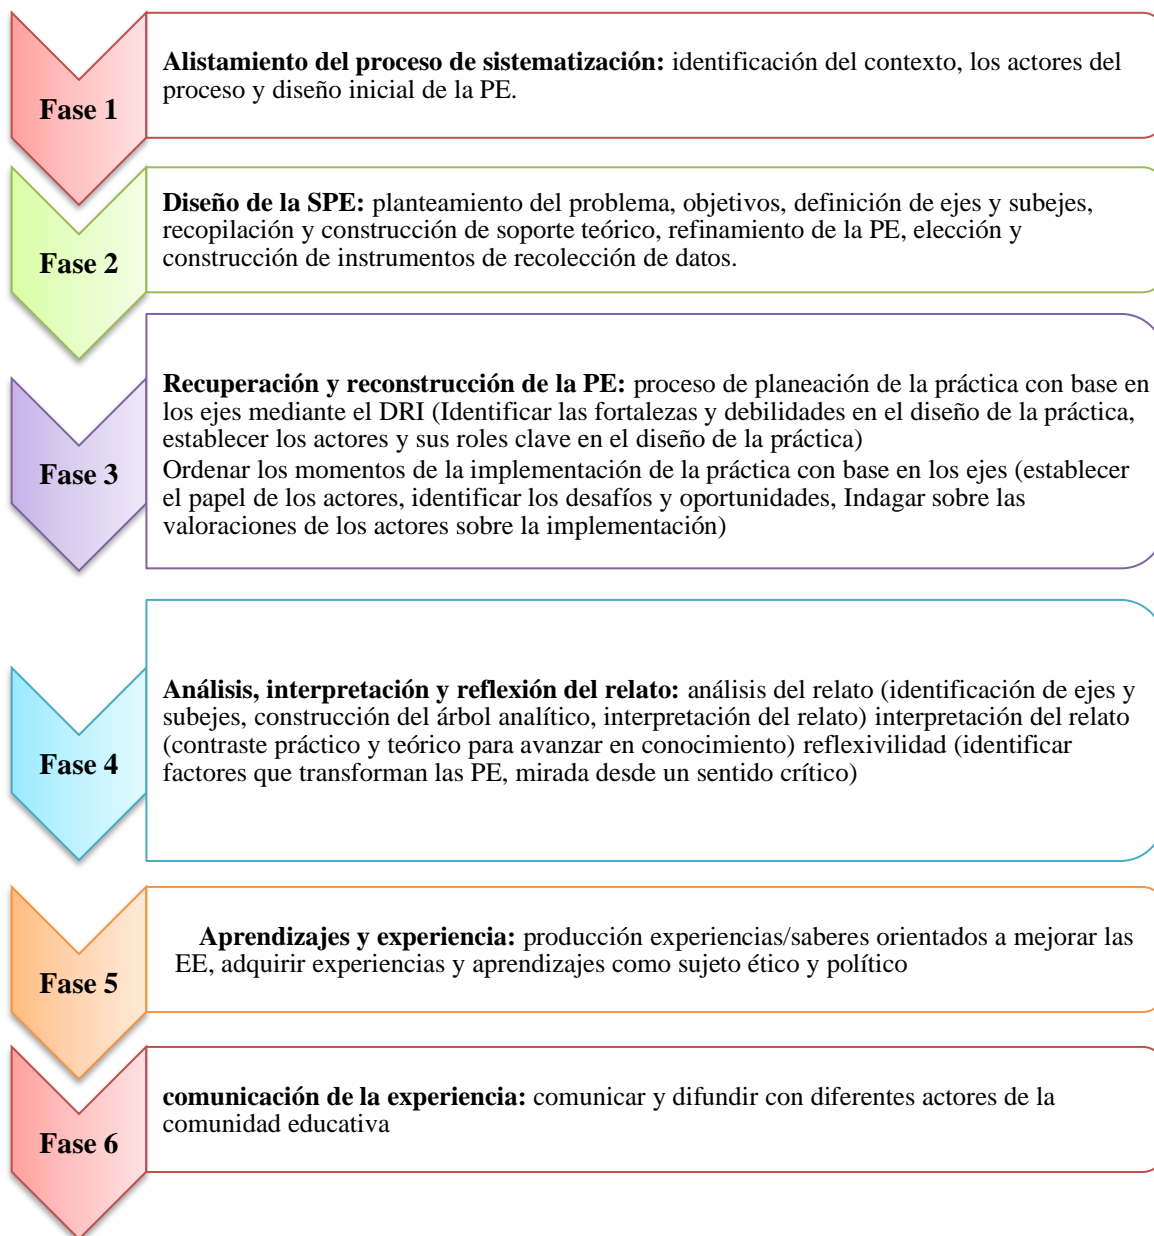 Fase 1
Alistamiento del proceso de sistematización: identificación del contexto, los actores del
proceso y diseño inicial de la PE.
Fase 2
Diseño de la SPE: planteamiento del problema, objetivos, definición de ejes y subejes,
recopilación y construcción de soporte teórico, refinamiento de la PE, elección y
construcción de instrumentos de recolección de datos.
Fase 3
Recuperación y reconstrucción de la PE: proceso de planeación de la práctica con base en
los ejes mediante el DRI (Identificar las fortalezas y debilidades en el diseño de la práctica,
establecer los actores y sus roles clave en el diseño de la práctica)
Ordenar los momentos de la implementación de la práctica con base en los ejes (establecer
el papel de los actores, identificar los desafíos y oportunidades, Indagar sobre las
valoraciones de los actores sobre la implementación)
Fase 4
Análisis, interpretación y reflexión del relato: análisis del relato (identificación de ejes y
subejes, construcción del árbol analítico, interpretación del relato) interpretación del relato
(contraste práctico y teórico para avanzar en conocimiento) reflexivilidad (identificar
factores que transforman las PE, mirada desde un sentido crítico)
Fase 5
Aprendizajes y experiencia: producción experiencias/saberes orientados a mejorar las
EE, adquirir experiencias y aprendizajes como sujeto ético y político
Fase 6
comunicación de la experiencia: comunicar y difundir con diferentes actores de la
comunidad educativa